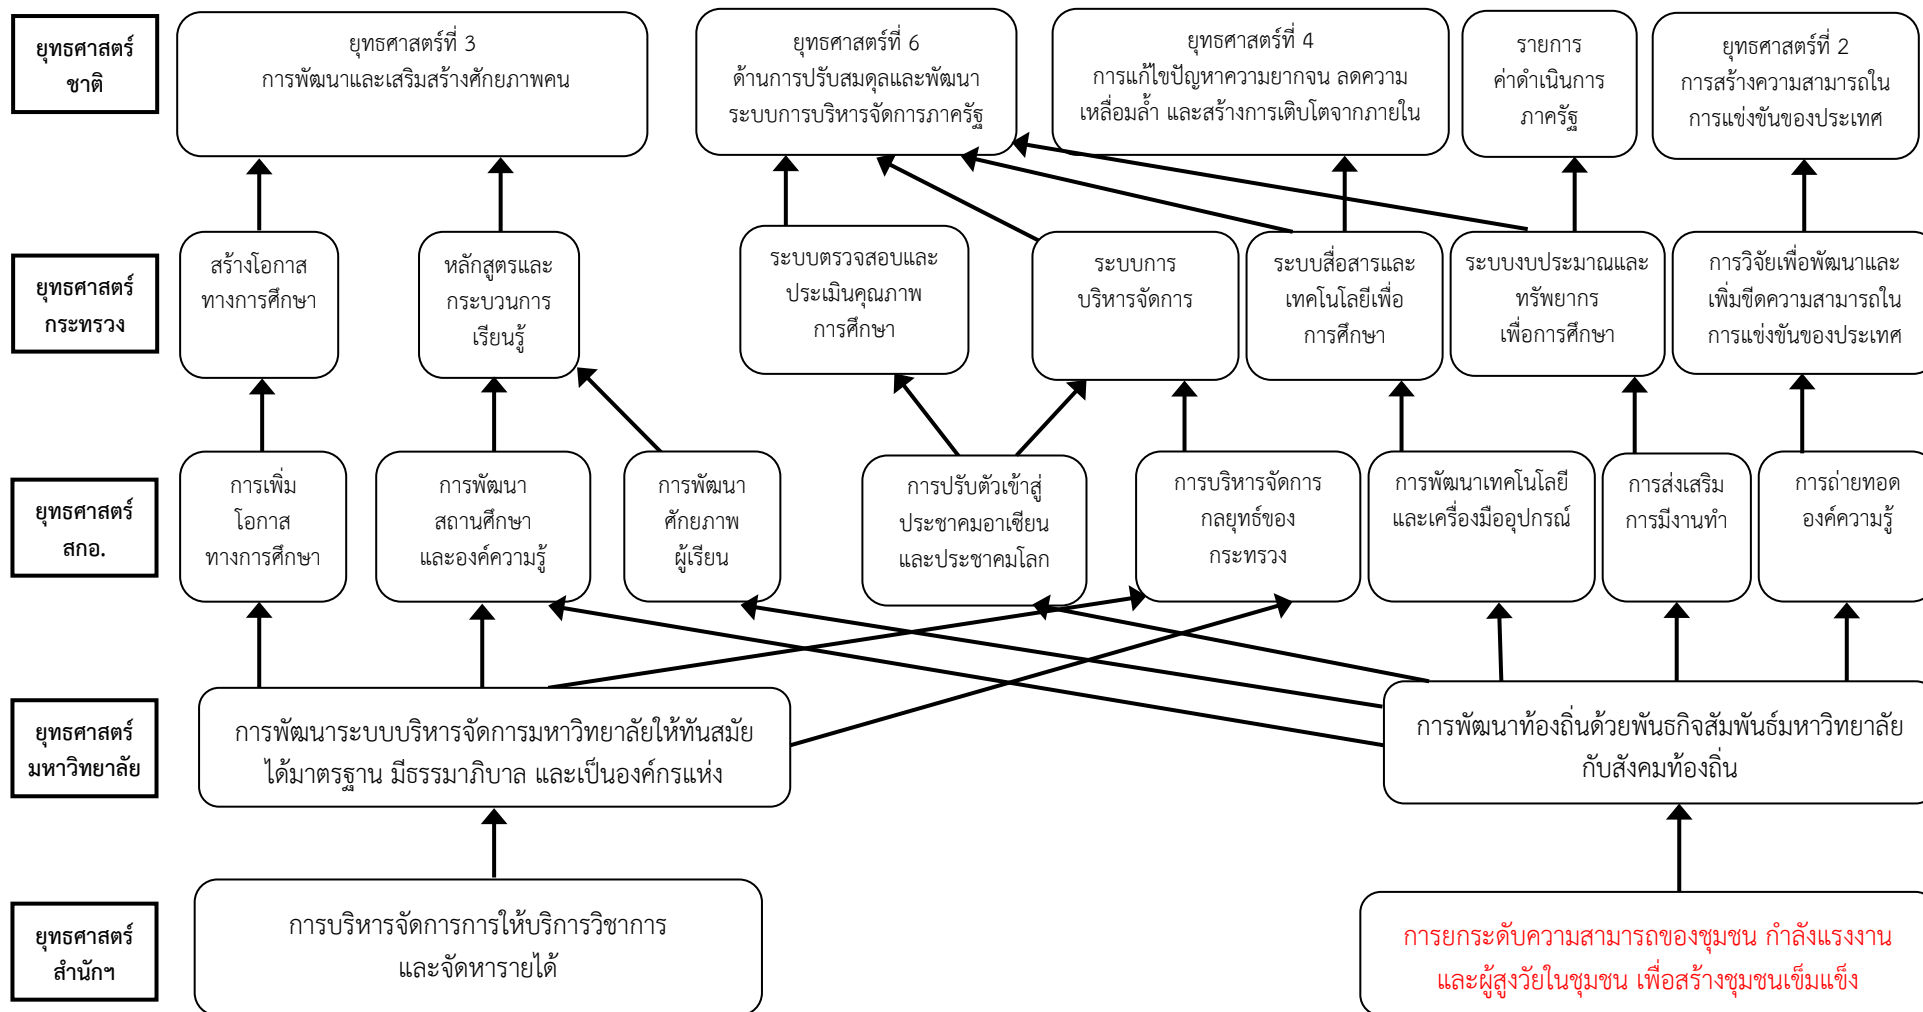 ยุทธศาสตร์
ชาติ
ยุทธศาสตร์ที่ 3
การพัฒนาและเสริมสร้างศักยภาพคน
ยุทธศาสตร์ที่ 6
ด้านการปรับสมดุลและพัฒนา
ระบบการบริหารจัดการภาครัฐ
ยุทธศาสตร์ที่ 4
การแก้ไขปัญหาความยากจน ลดความ
เหลื่อมล้ำ และสร้างการเติบโตจากภายใน
รายการ
ค่าดำเนินการ
ภาครัฐ
ยุทธศาสตร์ที่ 2
การสร้างความสามารถใน
การแข่งขันของประเทศ
ยุทธศาสตร์
กระทรวง
สร้างโอกาส
ทางการศึกษา
หลักสูตรและ
กระบวนการ
เรียนรู้
ระบบตรวจสอบและ
ประเมินคุณภาพ
การศึกษา
ระบบการ
บริหารจัดการ
ระบบสื่อสารและ
เทคโนโลยีเพื่อ
การศึกษา
ระบบงบประมาณและ
ทรัพยากร
เพื่อการศึกษา
การวิจัยเพื่อพัฒนาและ
เพิ่มขีดความสามารถใน
การแข่งขันของประเทศ
ยุทธศาสตร์
สกอ.
การเพิ่ม
โอกาส
ทางการศึกษา
การพัฒนา
สถานศึกษา
และองค์ความรู้
การพัฒนา
ศักยภาพ
ผู้เรียน
การปรับตัวเข้าสู่
ประชาคมอาเซียน
และประชาคมโลก
การบริหารจัดการ
กลยุทธ์ของ
กระทรวง
การพัฒนาเทคโนโลยี
และเครื่องมืออุปกรณ์
การส่งเสริม
การมีงานทำ
การถ่ายทอด
องค์ความรู้
ยุทธศาสตร์
มหาวิทยาลัย
การพัฒนาระบบบริหารจัดการมหาวิทยาลัยให้ทันสมัย
ได้มาตรฐาน มีธรรมาภิบาล และเป็นองค์กรแห่ง
การพัฒนาท้องถิ่นด้วยพันธกิจสัมพันธ์มหาวิทยาลัย
กับสังคมท้องถิ่น
ยุทธศาสตร์
สำนักฯ
การบริหารจัดการการให้บริการวิชาการ
และจัดหารายได้
การยกระดับความสามารถของชุมชน กำลังแรงงาน
และผู้สูงวัยในชุมชน เพื่อสร้างชุมชนเข็มแข็ง